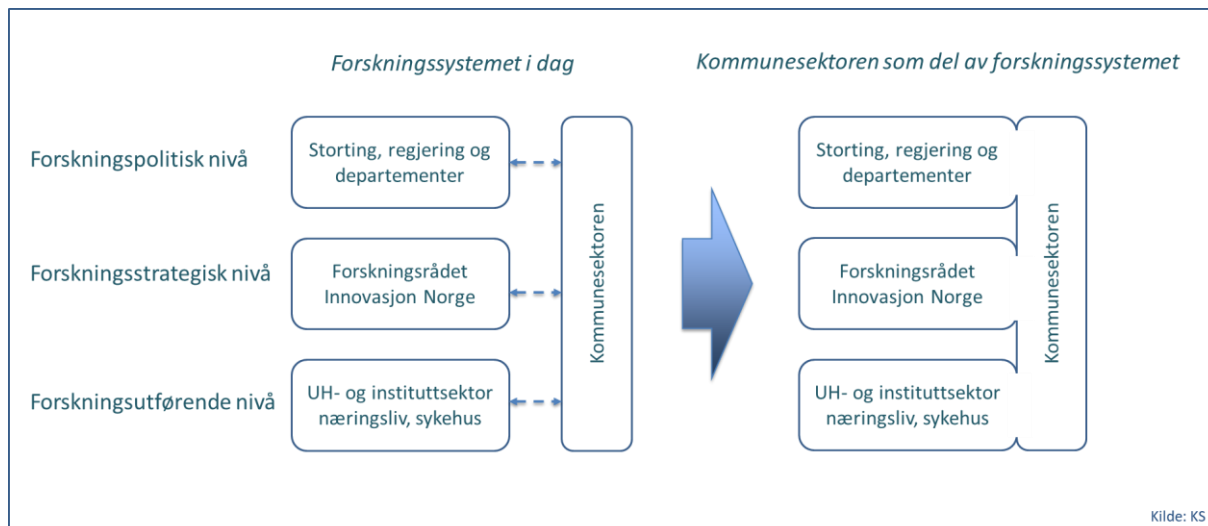 Forskningssystemet i dag
Kommunesektoren som del av forskningssystemet
Forskningspolitisk nivå
Storting, regjering og
departementer
Forskningsstrategisk nivå
Forskningsrådet
Innovasjon Norge
Forskningsutførende nivå
UH- og instituttsektor
næringsliv, sykehus
Kommunesektoren
Storting, regjering og
departementer
Forskningsrådet
Innovasjon Norge
UH- og instituttsektor
næringsliv, sykehus
Kommunesektoren
Kilde: KS